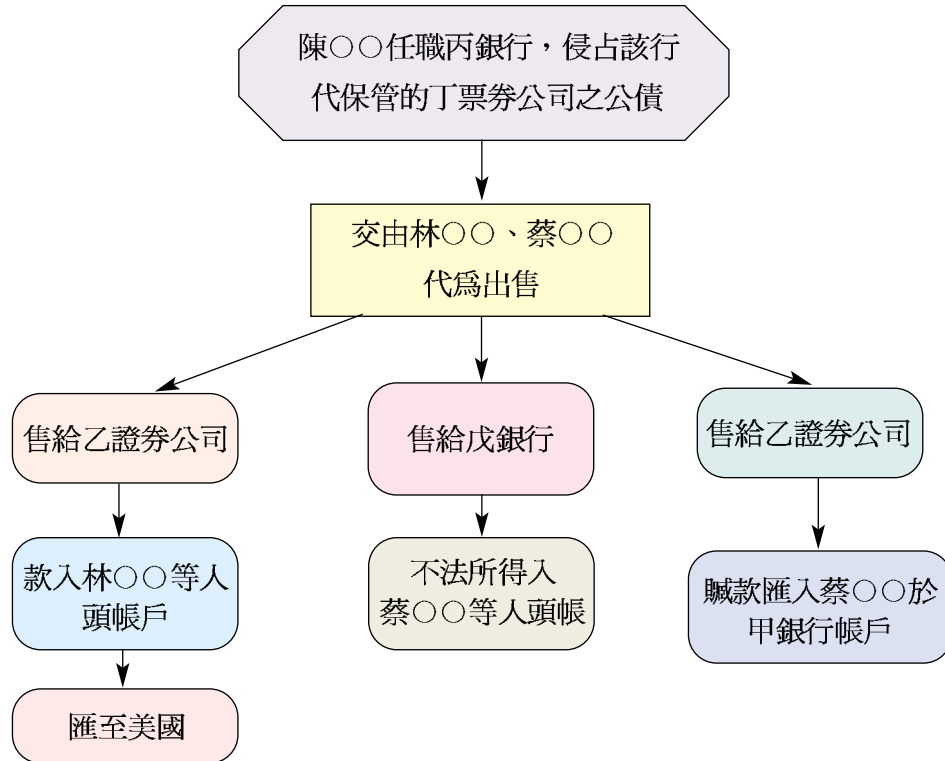 陳○○任職丙銀行，侵占該行
代保管的丁票券公司之公債
交由林○○、蔡○○
代爲出售
售給乙證券公司
款入林○○等人
頭帳戶
匯至美國
售給戊銀行
不法所得入
蔡○○等人頭帳
售給乙證券公司
贓款匯入蔡○○於
甲銀行帳戶